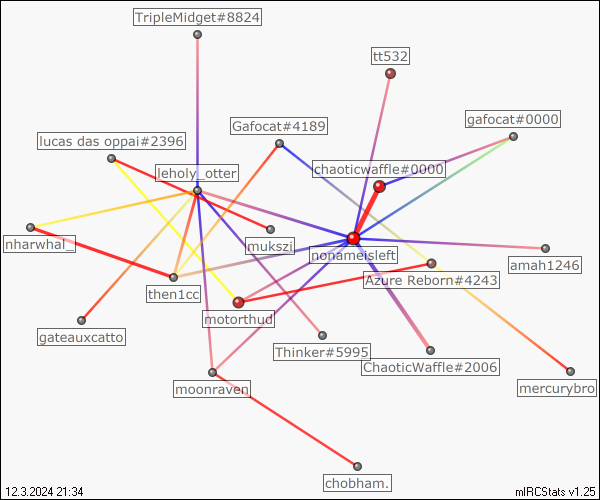 TripleMidget#8824
tt532
gafocat#0000
Gafocat#4189
lucas das oppai#2396
chaoticwaffle#0000
leholy_otter
mukszi
nharwhal_
nonameisleft
amah1246
Azure Reborn#4243
then1cc
motorthud
gateauxcatto
Thinker#5995
ChaoticWaffle#2006
moonraven
mercurybro
chobham.
12.3.2024 21:34
mIRCStats v1.25